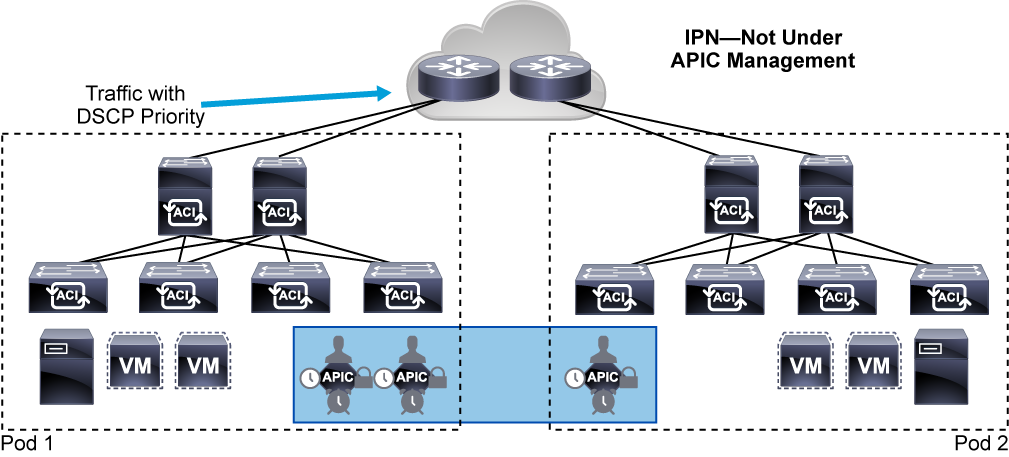 IPN—Not Under
APIC Management
Traffic with
DSCP Priority
ACI ACI ACI ACI
ACI ACI ACI ACI ACI ACI ACI ACI
VM VM APIC APIC APIC VM VM
Pod 1 Pod 2